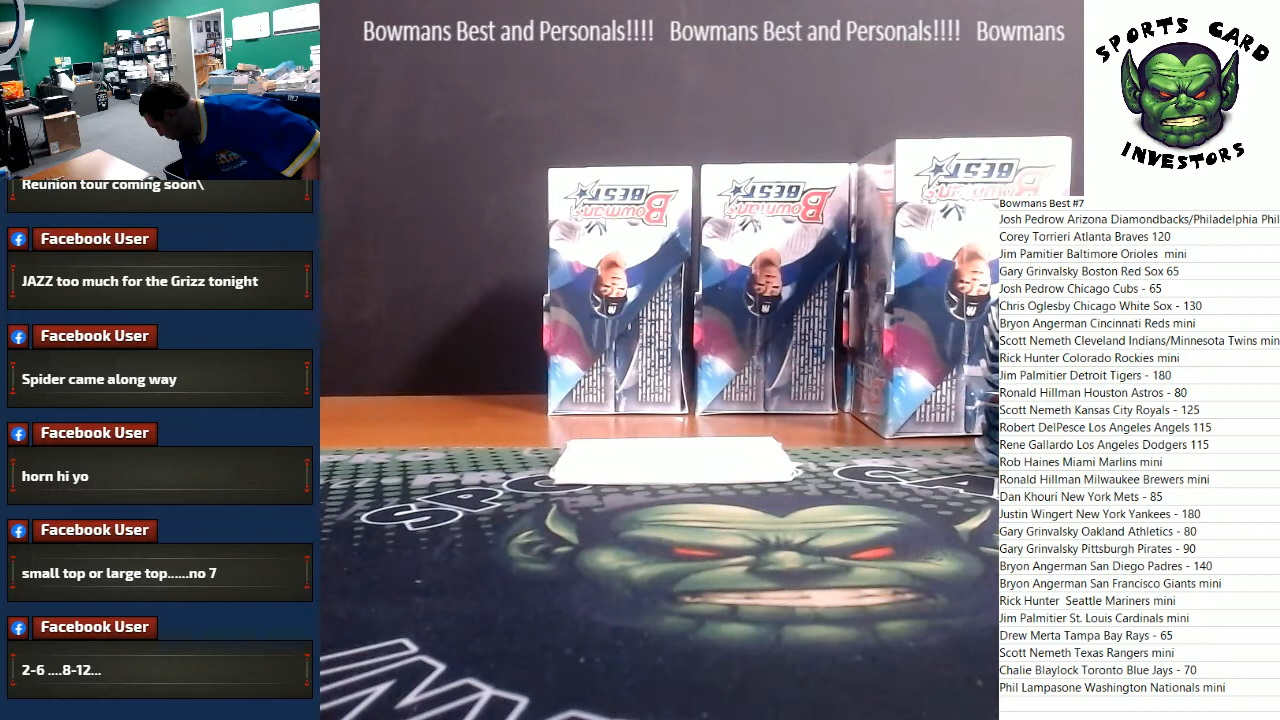 Bowmans Best and Personals!!!!   Bowmans Best and Personals!!!!   Bowmans
SPORTS CARD
INVESTORS
Reunion tour coming soon\
Facebook User
JAZZ too much for the Grizz tonight
Facebook User
Spider came along way
Facebook User
horn hi yo
Facebook User
small top or large top......no 7
Facebook User
2-6 ....8-12...
Bowman's
BEST
Bowman's
BEST
Bowman's
BEST
Bowmans Best #7
Josh Pedrow Arizona Diamondbacks/Philadelphia Phil
Corey Torrieri Atlanta Braves 120
Jim Pamitier Baltimore Orioles  mini
Gary Grinvalsky Boston Red Sox 65
Josh Pedrow Chicago Cubs - 65
Chris Oglesby Chicago White Sox - 130
Bryon Angerman Cincinnati Reds mini
Scott Nemeth Cleveland Indians/Minnesota Twins min
Rick Hunter Colorado Rockies mini
Jim Palmitier Detroit Tigers - 180
Ronald Hillman Houston Astros - 80
Scott Nemeth Kansas City Royals - 125
Robert DelPesce Los Angeles Angels 115
Rene Gallardo Los Angeles Dodgers 115
Rob Haines Miami Marlins mini
Ronald Hillman Milwaukee Brewers mini
Dan Khouri New York Mets - 85
Justin Wingert New York Yankees - 180
Gary Grinvalsky Oakland Athletics - 80
Gary Grinvalsky Pittsburgh Pirates - 90
Bryon Angerman San Diego Padres - 140
Bryon Angerman San Francisco Giants mini
Rick Hunter  Seattle Mariners mini
Jim Palmitier St. Louis Cardinals mini
Drew Merta Tampa Bay Rays - 65
Scott Nemeth Texas Rangers mini
Chalie Blaylock Toronto Blue Jays - 70
Phil Lampasone Washington Nationals mini